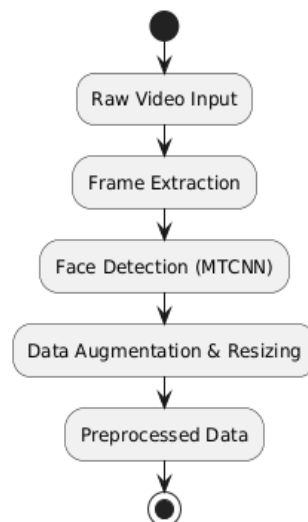 Raw Video Input
Frame Extraction
Face Detection (MTCNN)
Data Augmentation & Resizing
Preprocessed Data